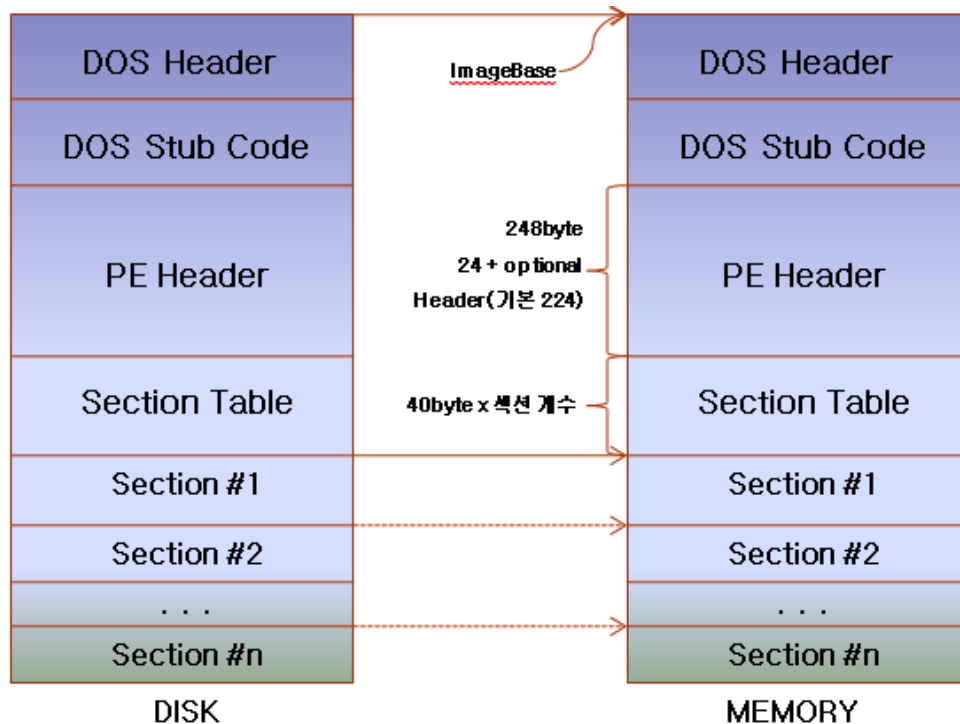 DOS Header
DOS Stub Code
PE Header
Section Table
Section #1
Section #2
. . .
Section #n
DISK
ImageBase
248byte
24 + optional
Header(기본 224)
40byte x 섹션 계수
DOS Header
DOS Stub Code
PE Header
Section Table
Section #1
Section #2
. . .
Section #n
MEMORY